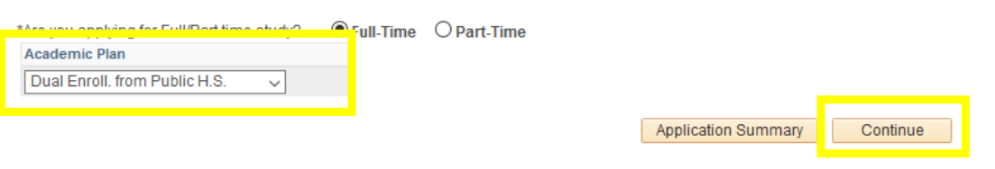 *Are you applying for Full/Part time study? Full-Time Part-Time
Academic Plan
Dual Enroll. from Public H.S.
Application Summary Continue